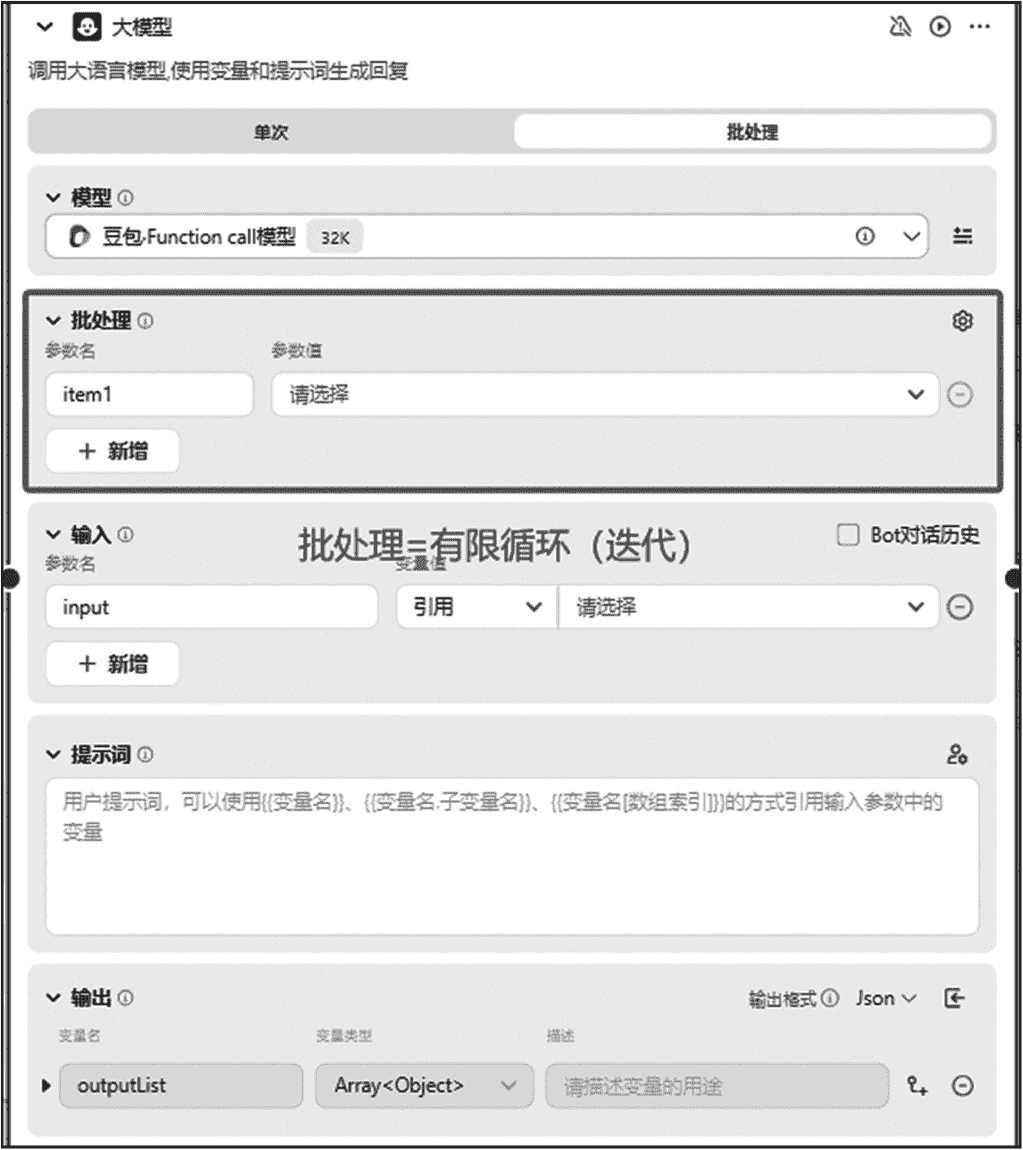 大模型
调用大语言模型,使用变量和提示词生成回复
单次 批处理
模型
豆包·Function call模型 32K
批处理
参数名 参数值
item1 请选择
+ 新增
输入 Bot对话历史
批处理=有限循环（迭代）
参数名 变量值
input 引用 请选择
+ 新增
提示词
用户提示词，可以使用{{变量名}}、{{变量名.子变量名}}、{{变量名[数组索引]}}的方式引用输入参数中的
变量
输出 输出格式 Json
变量名 变量类型 描述
outputList Array<Object> 请描述变量的用途